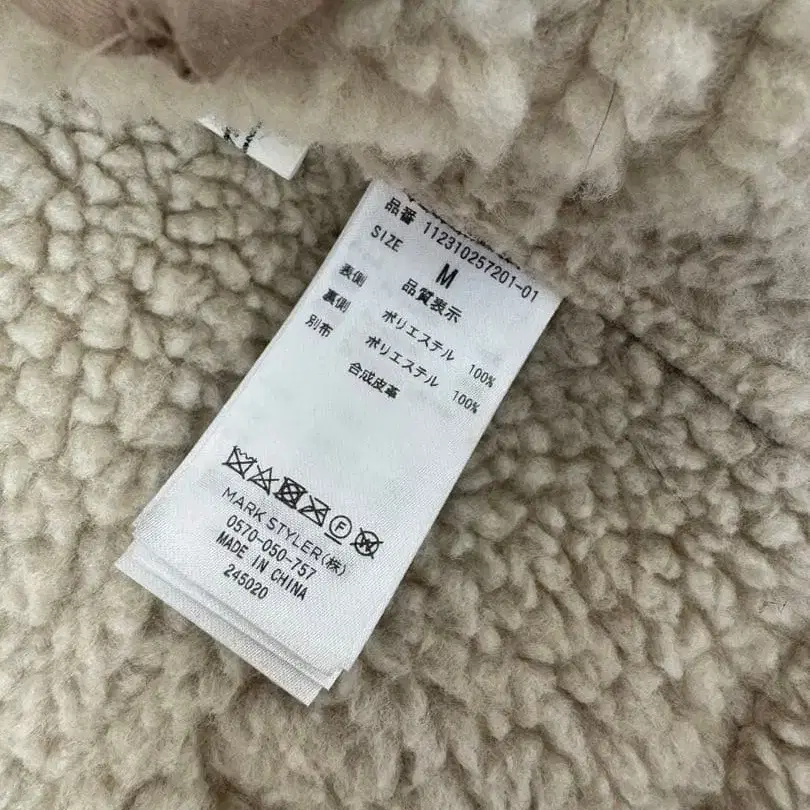 品番 112310257201-01
SIZE M
品質表示
表側 ポリエステル 100%
裏側 ポリエステル 100%
別布 合成皮革
F
MARK STYLER(株)
0570-050-757
MADE IN CHINA
245020